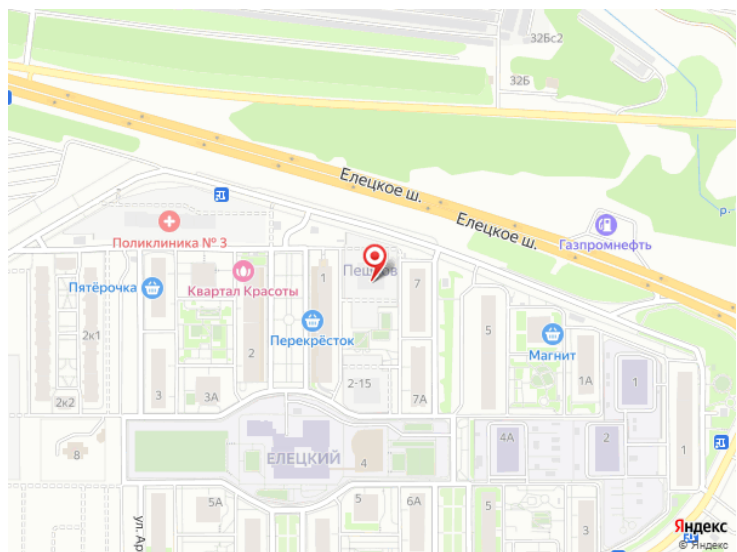 32Бс2
32Б
Елецкое ш.
Елецкое ш.
Газпромнефть
р.
Поликлиника № 3
Пятёрочка
Квартал Красоты
1
7
Перекрёсток
5
Магнит
2к1
2
2-15
1А
1
3
3А
7А
2к2
4А
2
1
8
ЕЛЕЦКИЙ
4
5А
5
6А
5
3
ул. Ар
Яндекс
© Яндекс